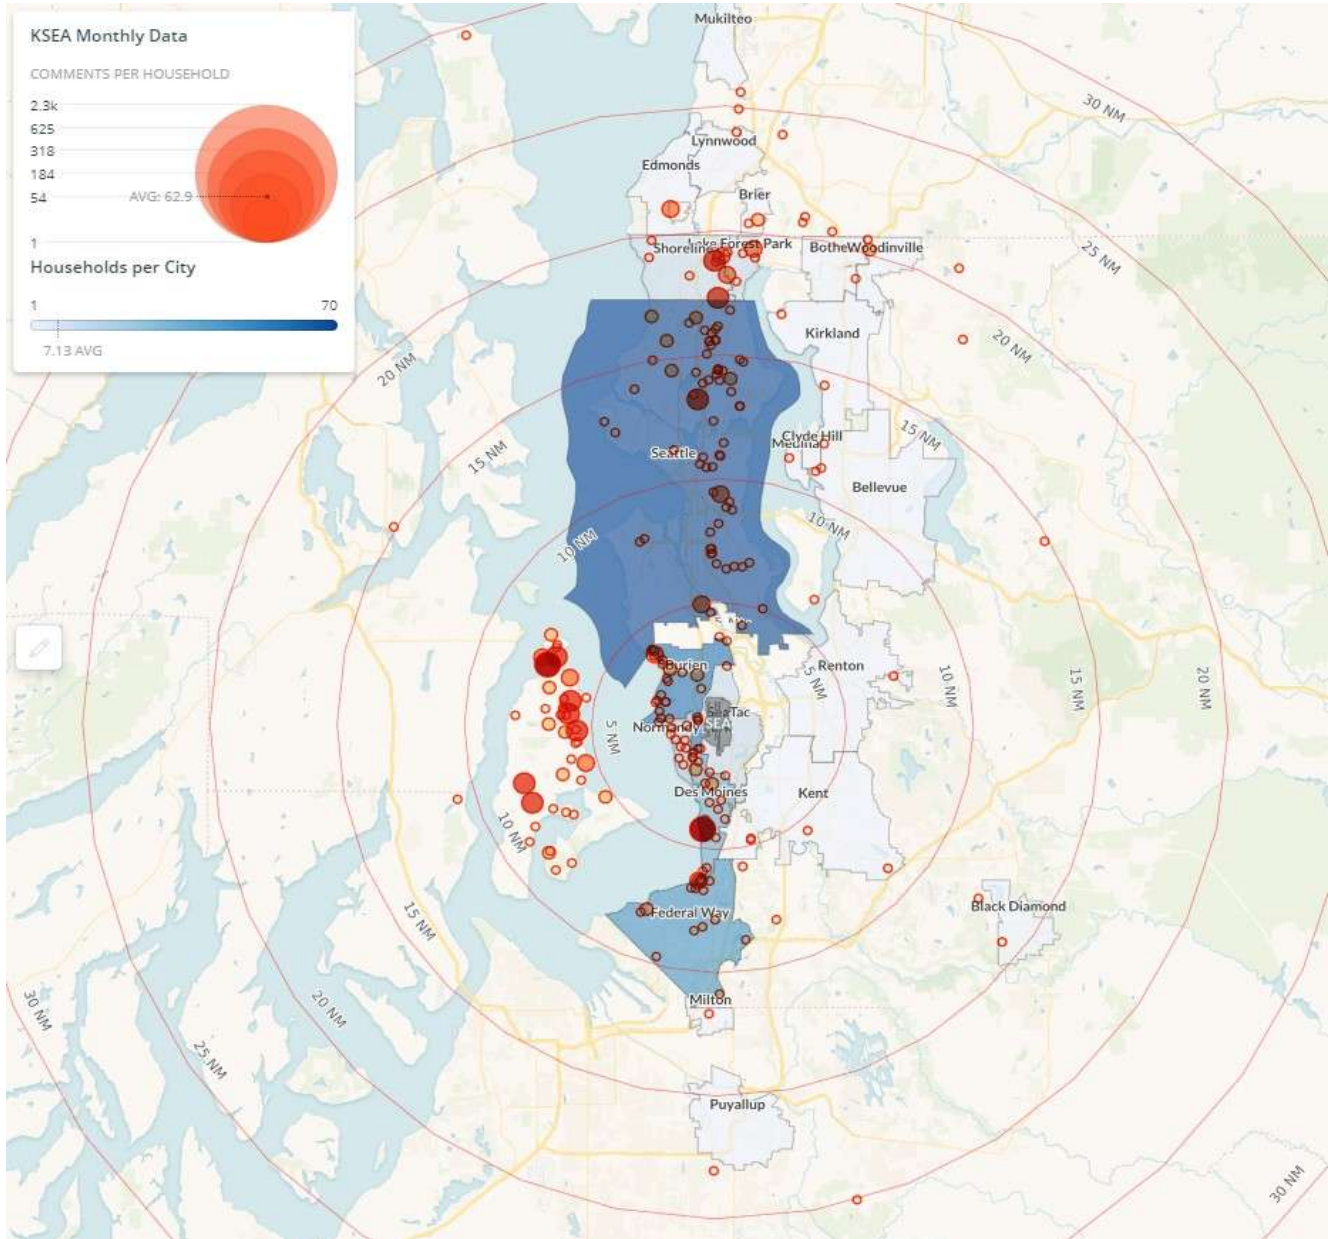 KSEA Monthly Data
COMMENTS PER HOUSEHOLD
2.3k
625
318
184
54
AVG: 62.9
1
Households per City
1 70
7.13 AVG
Mukilteo
30 NM
Lynnwood
Edmonds
Brier
Shoreline
Lake Forest Park
Bothe
Woodinville
25 NM
Kirkland
20 NM
20 NM
15 NM
Clyde Hill
Medina
15 NM
Seattle
Bellevue
10 NM
10 NM
Burien
Renton
5 NM
10 NM
15 NM
20 NM
SeaTac
SEA
Normandy
5 NM
Des Moines
Kent
10 NM
Black Diamond
Federal Way
15 NM
Milton
20 NM
30 NM
25 NM
Puyallup
30 NM